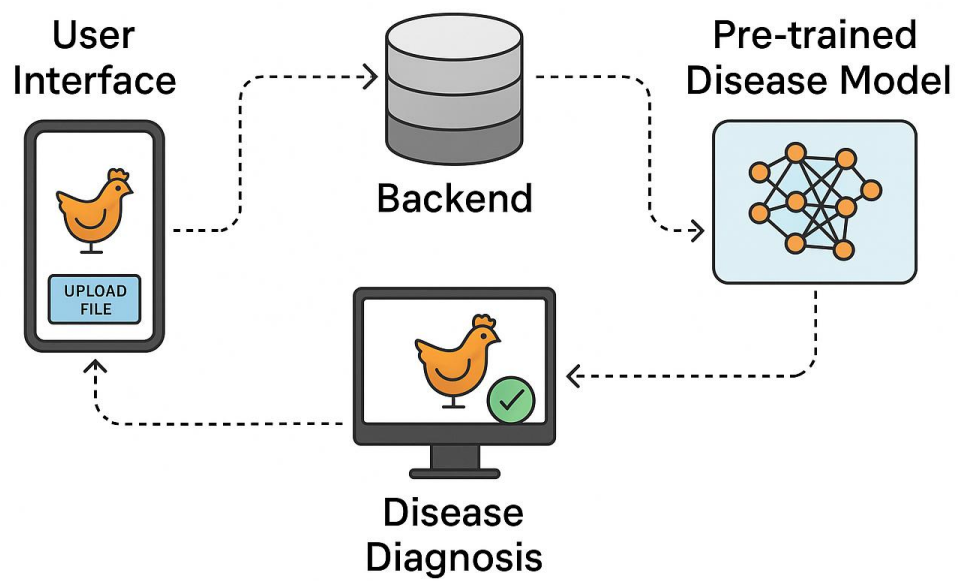 User
Interface
Pre-trained
Disease Model
Backend
UPLOAD
FILE
Disease
Diagnosis